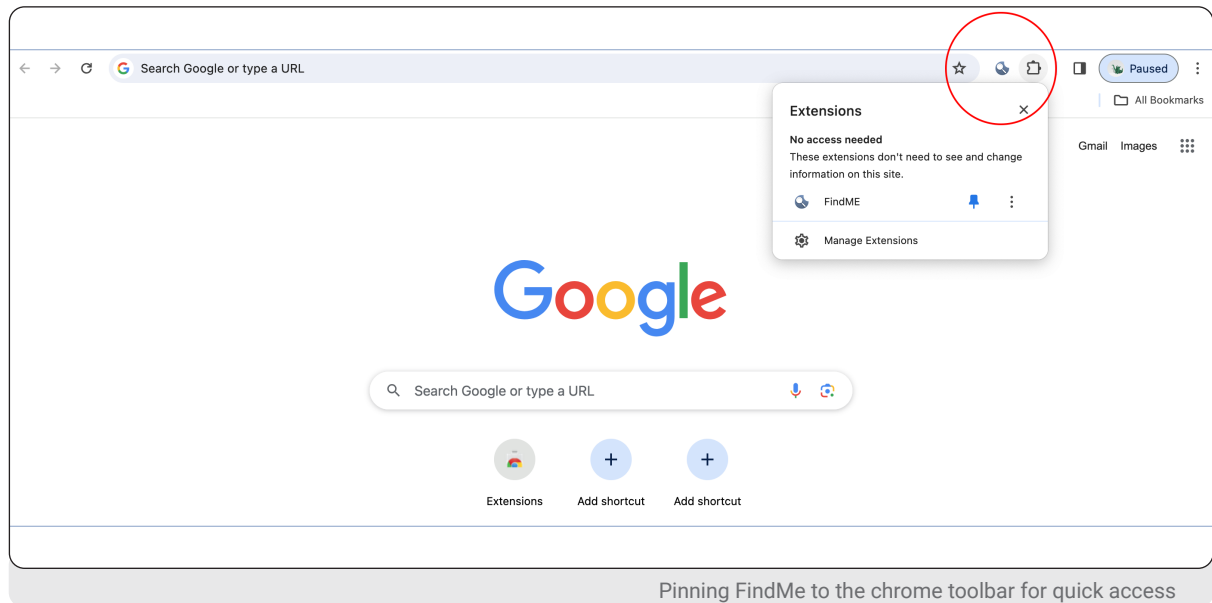 Search Google or type a URL
Paused
All Bookmarks
Extensions
No access needed
These extensions don't need to see and change
information on this site.
FindME
Manage Extensions
Gmail Images
Google
Search Google or type a URL
Extensions Add shortcut Add shortcut
Pinning FindMe to the chrome toolbar for quick access